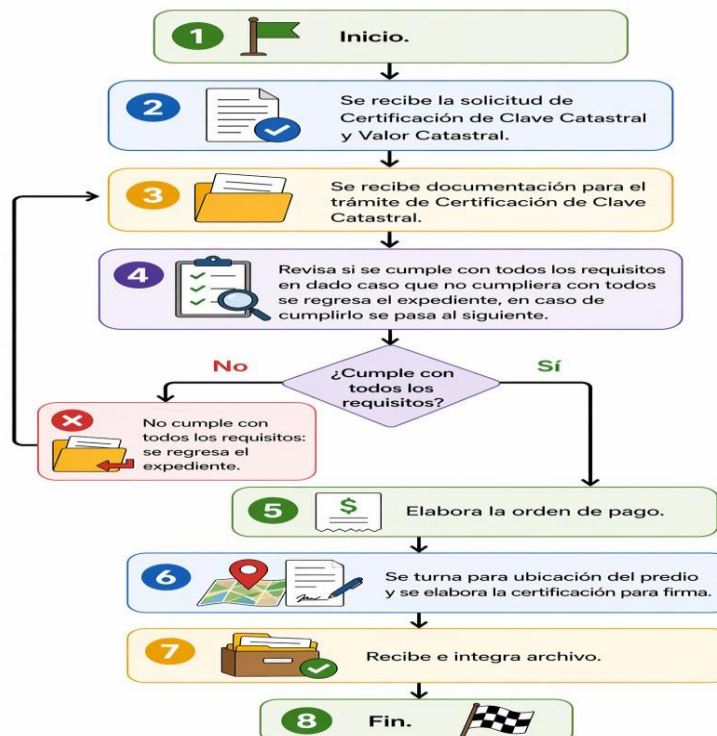 1 Inicio.
2 Se recibe la solicitud de
Certificación de Clave Catastral
y Valor Catastral.
3 Se recibe documentación para el
trámite de Certificación de Clave
Catastral.
4 Revisa si se cumple con todos los requisitos
en dado caso que no cumpliera con todos
se regresa el expediente, en caso de
cumplirlo se pasa al siguiente.
No
¿Cumple con
todos los
requisitos?
Sí
No cumple con
todos los requisitos:
se regresa el
expediente.
5 $ Elabora la orden de pago.
6 Se turna para ubicación del predio
y se elabora la certificación para firma.
7 Recibe e integra archivo.
8 Fin.